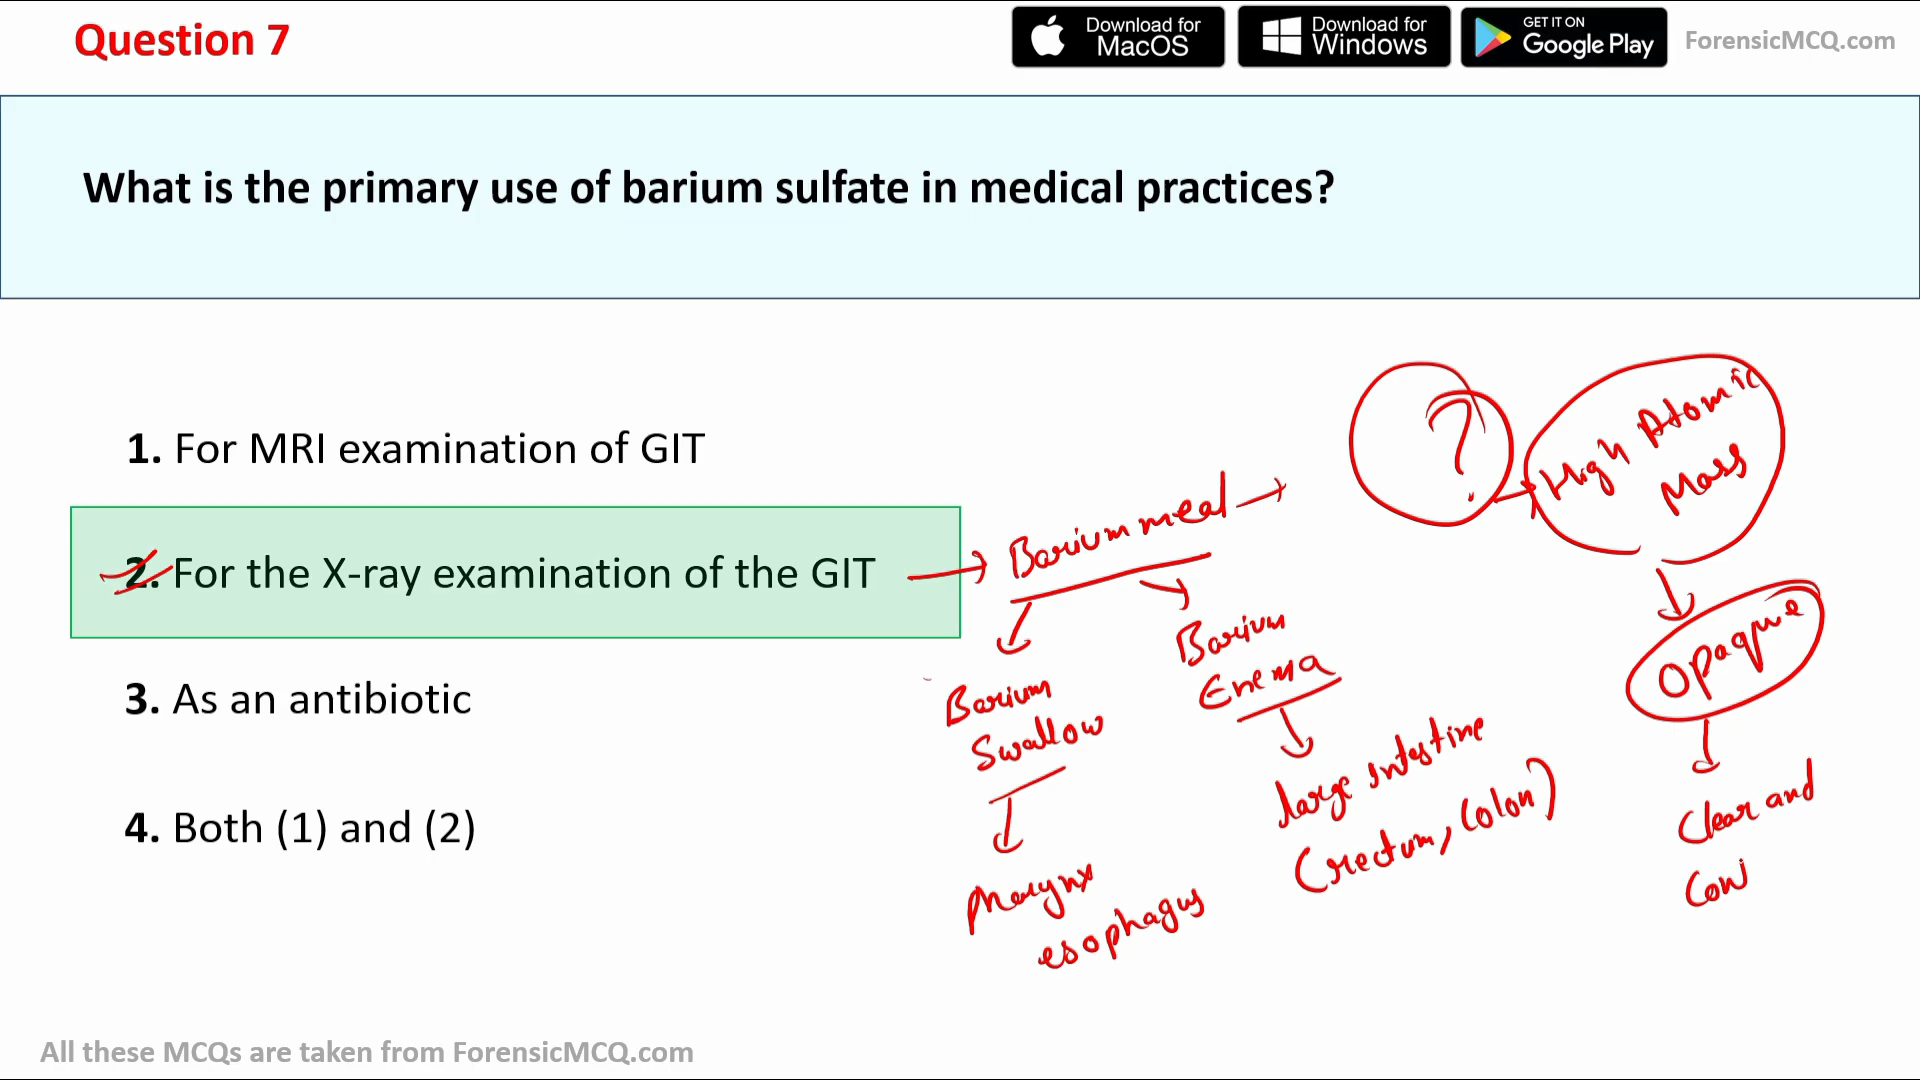 Question 7
Download for
MacOS
Download for
Windows
GET IT ON
Google Play
ForensicMCQ.com
What is the primary use of barium sulfate in medical practices?
1. For MRI examination of GIT
2. For the X-ray examination of the GIT
3. As an antibiotic
4. Both (1) and (2)
Barium meal
Barium
Swallow
Pharynx
esophagus
Barium
Enema
large intestine
(rectum, Colon)
?
High Atomic
Mass
Opaque
Clear and
Con
All these MCQs are taken from ForensicMCQ.com